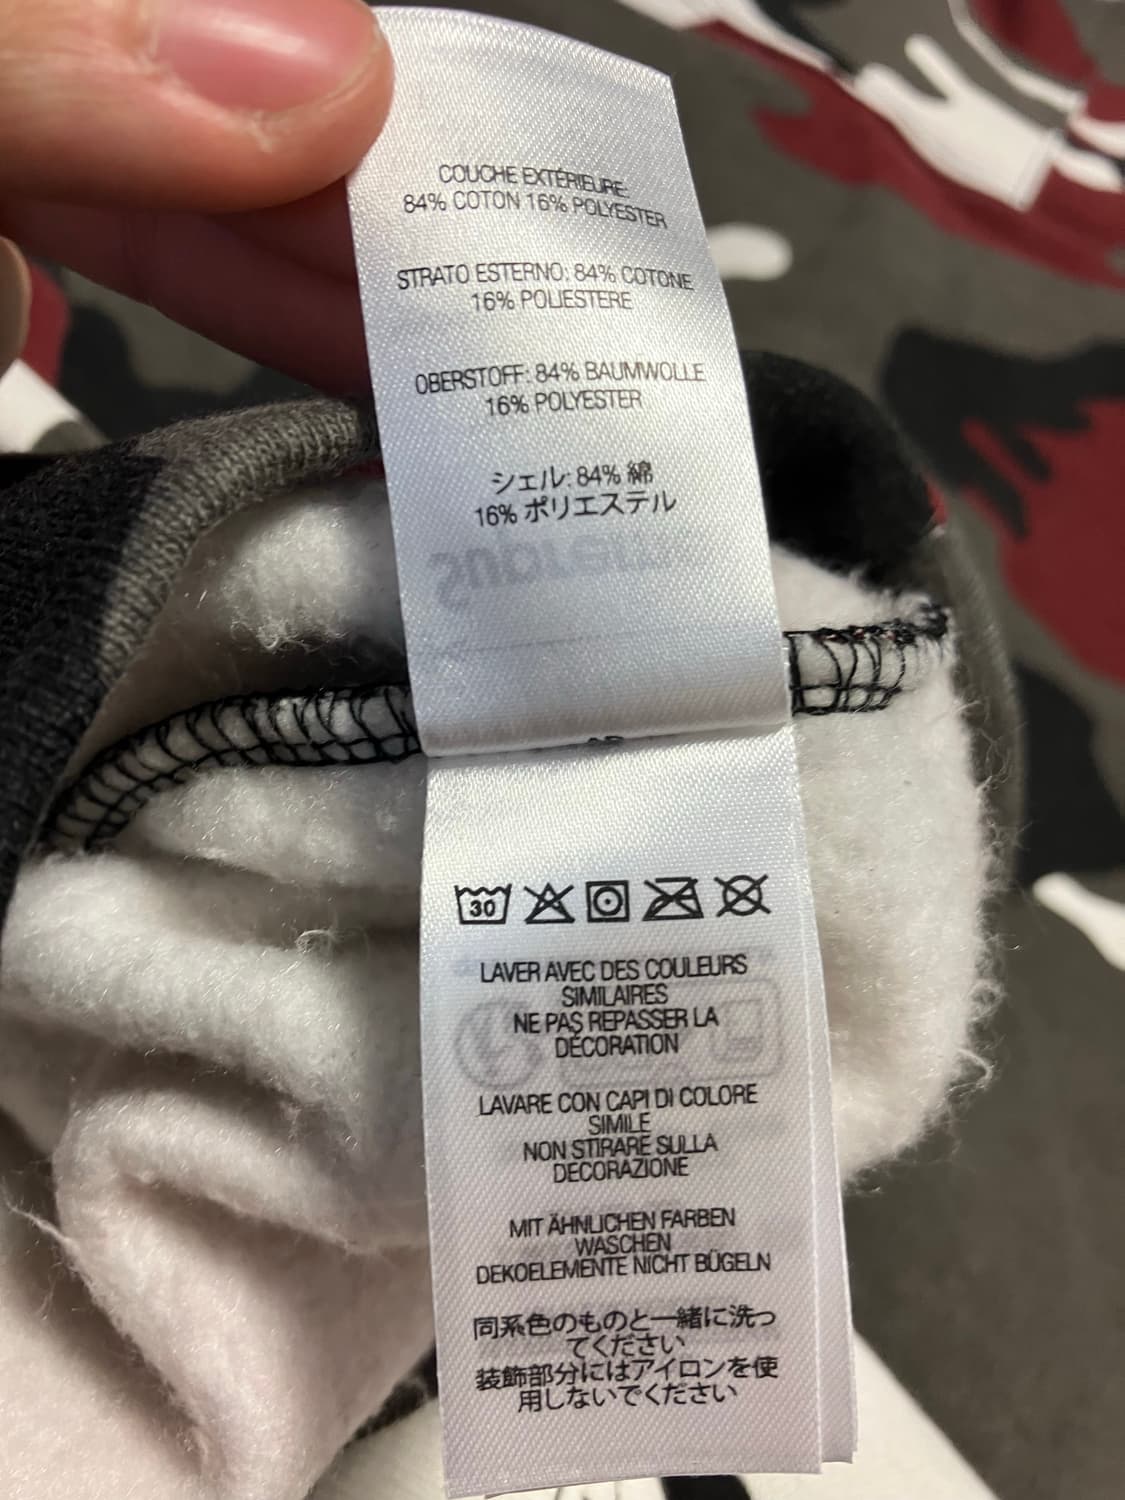 COUCHE EXTÉRIEURE:
84% COTON 16% POLYESTER
STRATO ESTERNO: 84% COTONE
16% POLIESTERE
OBERSTOFF: 84% BAUMWOLLE
16% POLYESTER
シェル: 84% 綿
16% ポリエステル
30
LAVER AVEC DES COULEURS
SIMILAIRES
NE PAS REPASSER LA
DÉCORATION
LAVARE CON CAPI DI COLORE
SIMILE
NON STIRARE SULLA
DECORAZIONE
MIT ÄHNLICHEN FARBEN
WASCHEN
DEKOELEMENTE NICHT BÜGELN
同系色のものと一緒に洗っ
てください
装飾部分にはアイロンを使
用しないでください